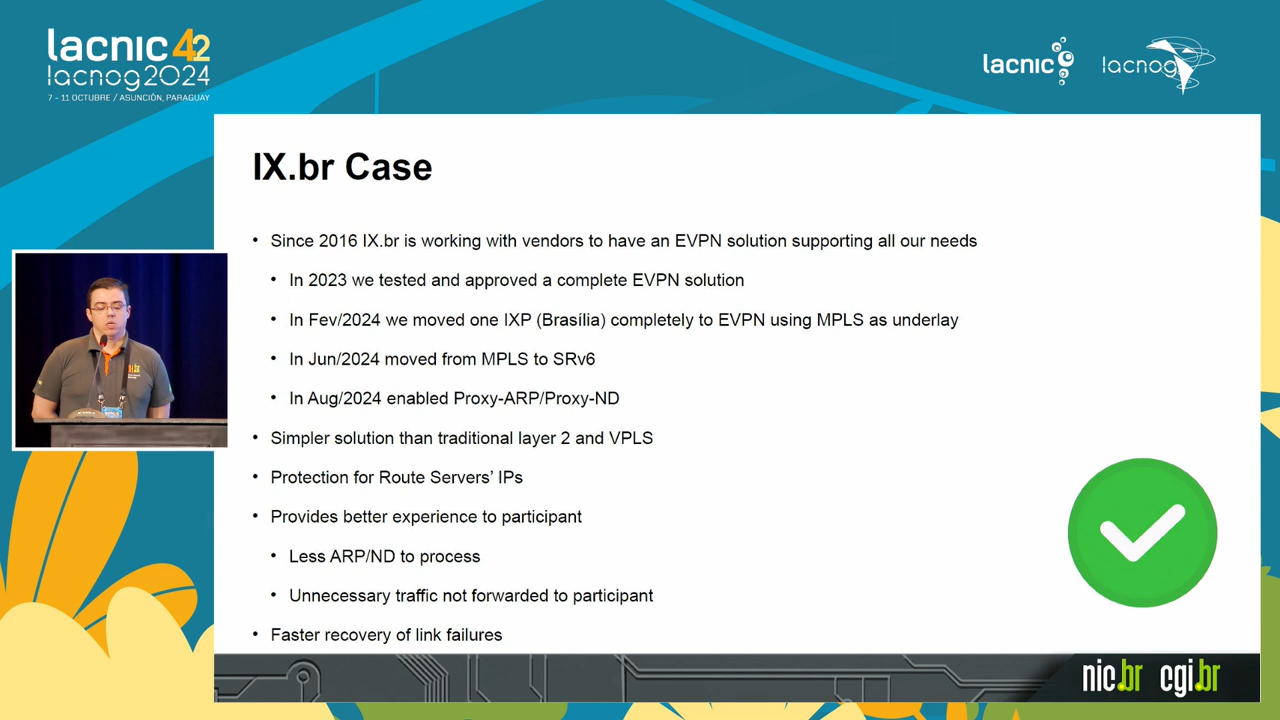 lacnic 42
lacnog2024
7 - 11 OCTUBRE / ASUNCIÓN, PARAGUAY
lacnic
lacnog
IX.br Case
• Since 2016 IX.br is working with vendors to have an EVPN solution supporting all our needs
• In 2023 we tested and approved a complete EVPN solution
• In Fev/2024 we moved one IXP (Brasília) completely to EVPN using MPLS as underlay
• In Jun/2024 moved from MPLS to SRv6
• In Aug/2024 enabled Proxy-ARP/Proxy-ND
• Simpler solution than traditional layer 2 and VPLS
• Protection for Route Servers’ IPs
• Provides better experience to participant
• Less ARP/ND to process
• Unnecessary traffic not forwarded to participant
• Faster recovery of link failures
nic.br cgi.br